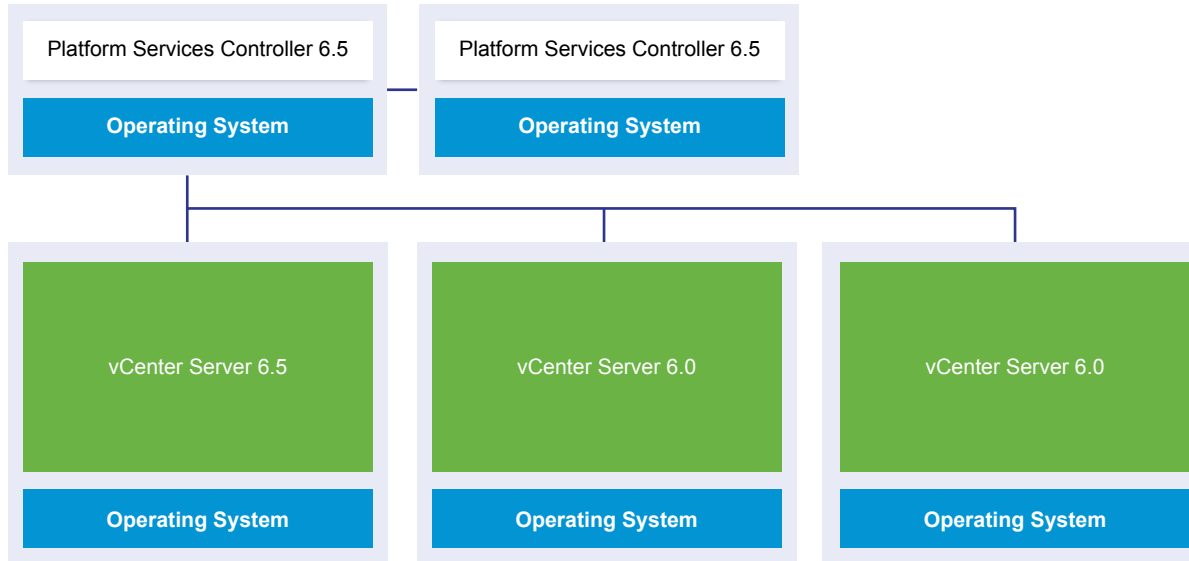 Platform Services Controller 6.5
Platform Services Controller 6.5
Operating System
Operating System
vCenter Server 6.5
vCenter Server 6.0
vCenter Server 6.0
Operating System
Operating System
Operating System